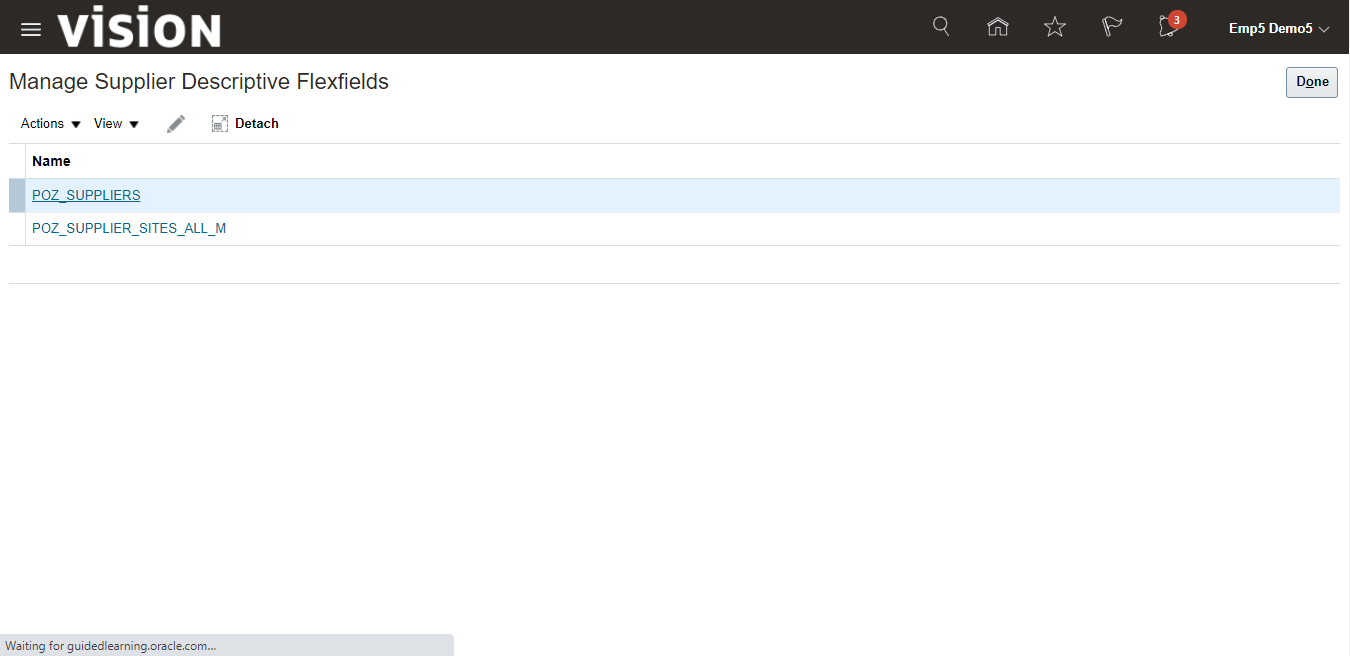 VISION
3
Emp5 Demo5
Manage Supplier Descriptive Flexfields
Done
Actions View Detach
Name
POZ_SUPPLIERS
POZ_SUPPLIER_SITES_ALL_M
Waiting for guidedlearning.oracle.com...